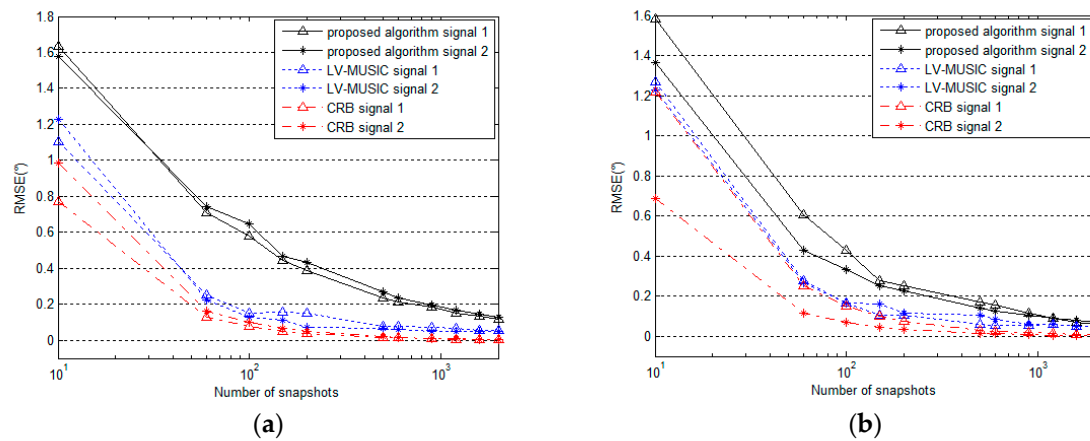 1.8
1.6
1.4
1.2
1
0.8
0.6
0.4
0.2
0
RMSE(º)
10¹
10²
10³
Number of snapshots
proposed algorithm signal 1
proposed algorithm signal 2
LV-MUSIC signal 1
LV-MUSIC signal 2
CRB signal 1
CRB signal 2
(a)
1.6
1.4
1.2
1
0.8
0.6
0.4
0.2
0
RMSE(º)
10¹
10²
10³
Number of snapshots
proposed algorithm signal 1
proposed algorithm signal 2
LV-MUSIC signal 1
LV-MUSIC signal 2
CRB signal 1
CRB signal 2
(b)